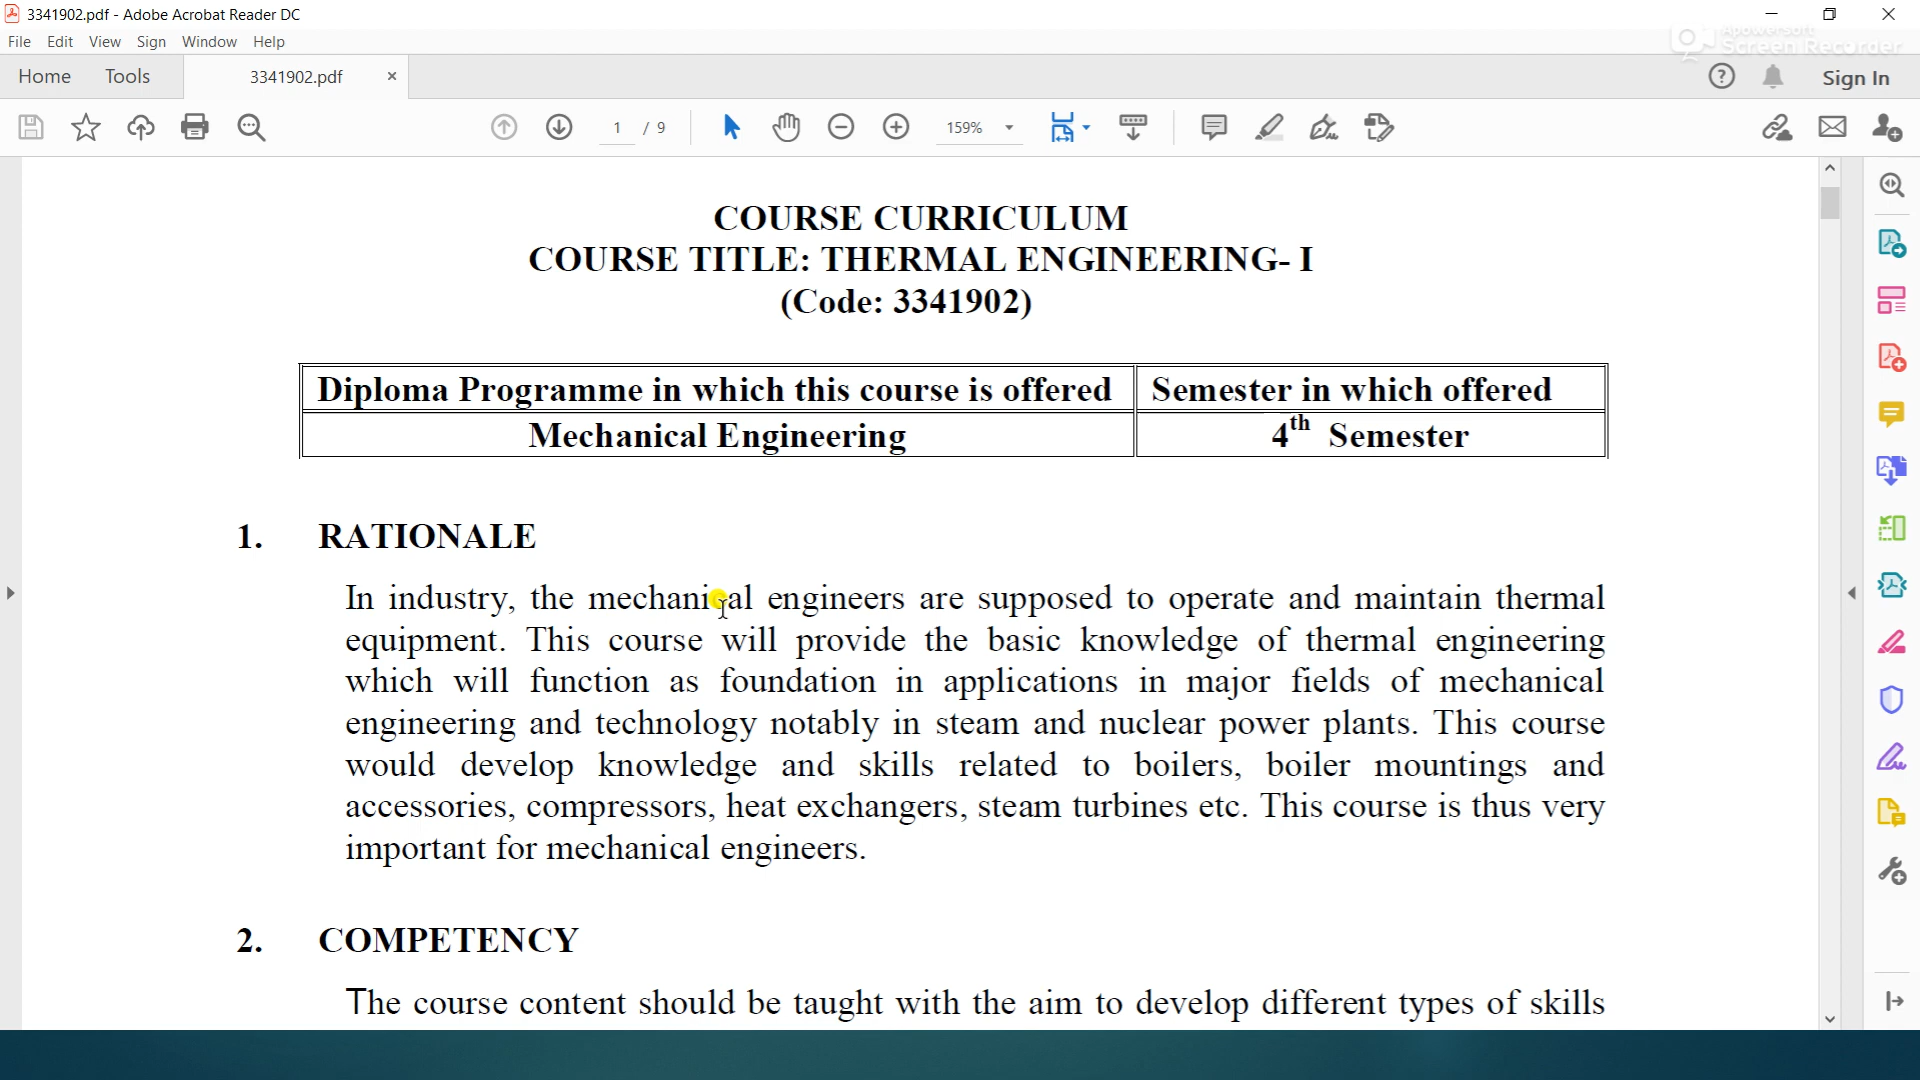 3341902.pdf - Adobe Acrobat Reader DC
File Edit View Sign Window Help
Apowersoft
Screen Recorder
Home Tools 3341902.pdf × Sign In
1 / 9 159%
COURSE CURRICULUM
COURSE TITLE: THERMAL ENGINEERING- I
(Code: 3341902)
Diploma Programme in which this course is offered Semester in which offered
Mechanical Engineering 4th Semester
1. RATIONALE
In industry, the mechanical engineers are supposed to operate and maintain thermal
equipment. This course will provide the basic knowledge of thermal engineering
which will function as foundation in applications in major fields of mechanical
engineering and technology notably in steam and nuclear power plants. This course
would develop knowledge and skills related to boilers, boiler mountings and
accessories, compressors, heat exchangers, steam turbines etc. This course is thus very
important for mechanical engineers.
2. COMPETENCY
The course content should be taught with the aim to develop different types of skills